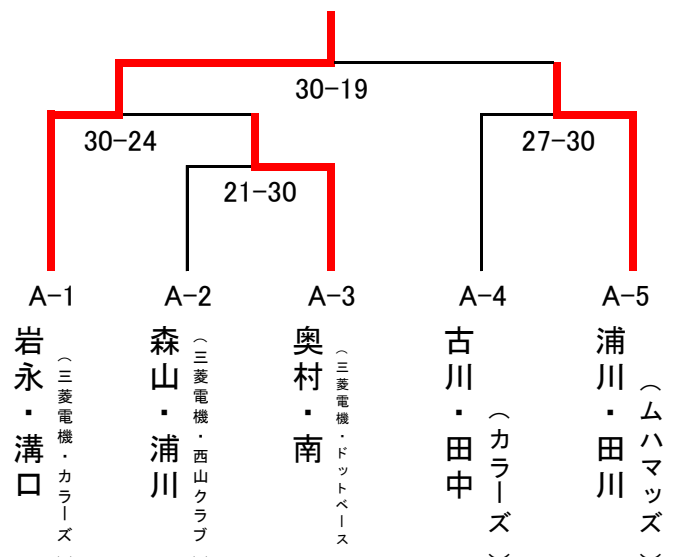 30-19
30-24
27-30
21-30
A-1
A-2
A-3
A-4
A-5
岩永・溝口
(三菱電機・カラーズ)
森山・浦川
(三菱電機・西山クラブ)
奥村・南
(三菱電機・ドットベース
古川・田中
(カラーズ)
浦川・田川
(ムハマッズ)